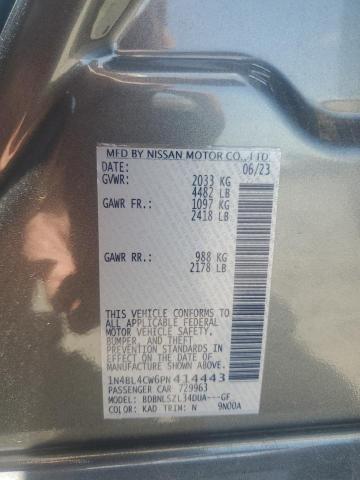 MFD BY NISSAN MOTOR CO., LTD.
DATE: 06/23
GVWR: 2033 KG
4482 LB
GAWR FR.: 1097 KG
2418 LB
GAWR RR.: 988 KG
2178 LB
THIS VEHICLE CONFORMS TO
ALL APPLICABLE FEDERAL
MOTOR VEHICLE SAFETY,
BUMPER, AND THEFT
PREVENTION STANDARDS IN
EFFECT ON THE DATE OF
MANUFACTURE SHOWN ABOVE.
1N4BL4CW6PN414443
PASSENGER CAR 729963
MODEL: BDBNLSZL34DUA---GF
COLOR: KAD TRIM: N 9N00A